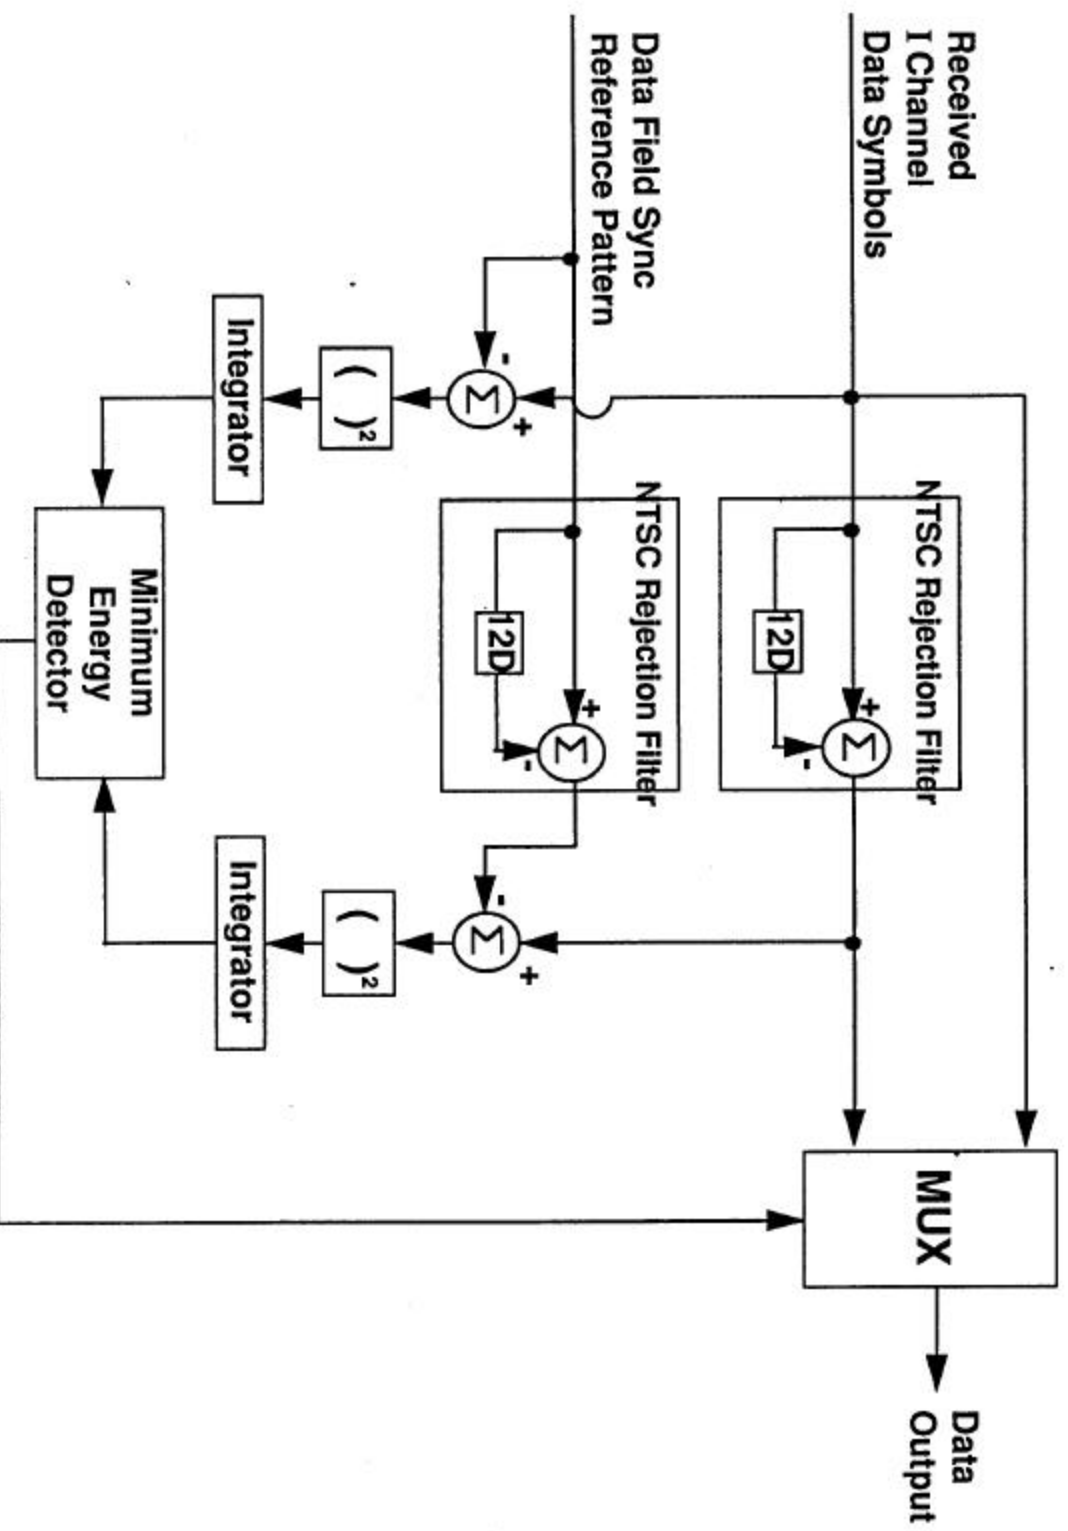 Received
I Channel
Data Symbols
Data Field Sync
Reference Pattern
NTSC Rejection Filter
12D
+
Σ
-
MUX
Data
Output
NTSC Rejection Filter
12D
+
Σ
-
-
Σ
+
-
Σ
+
( )²
( )²
Integrator
Integrator
Minimum
Energy
Detector